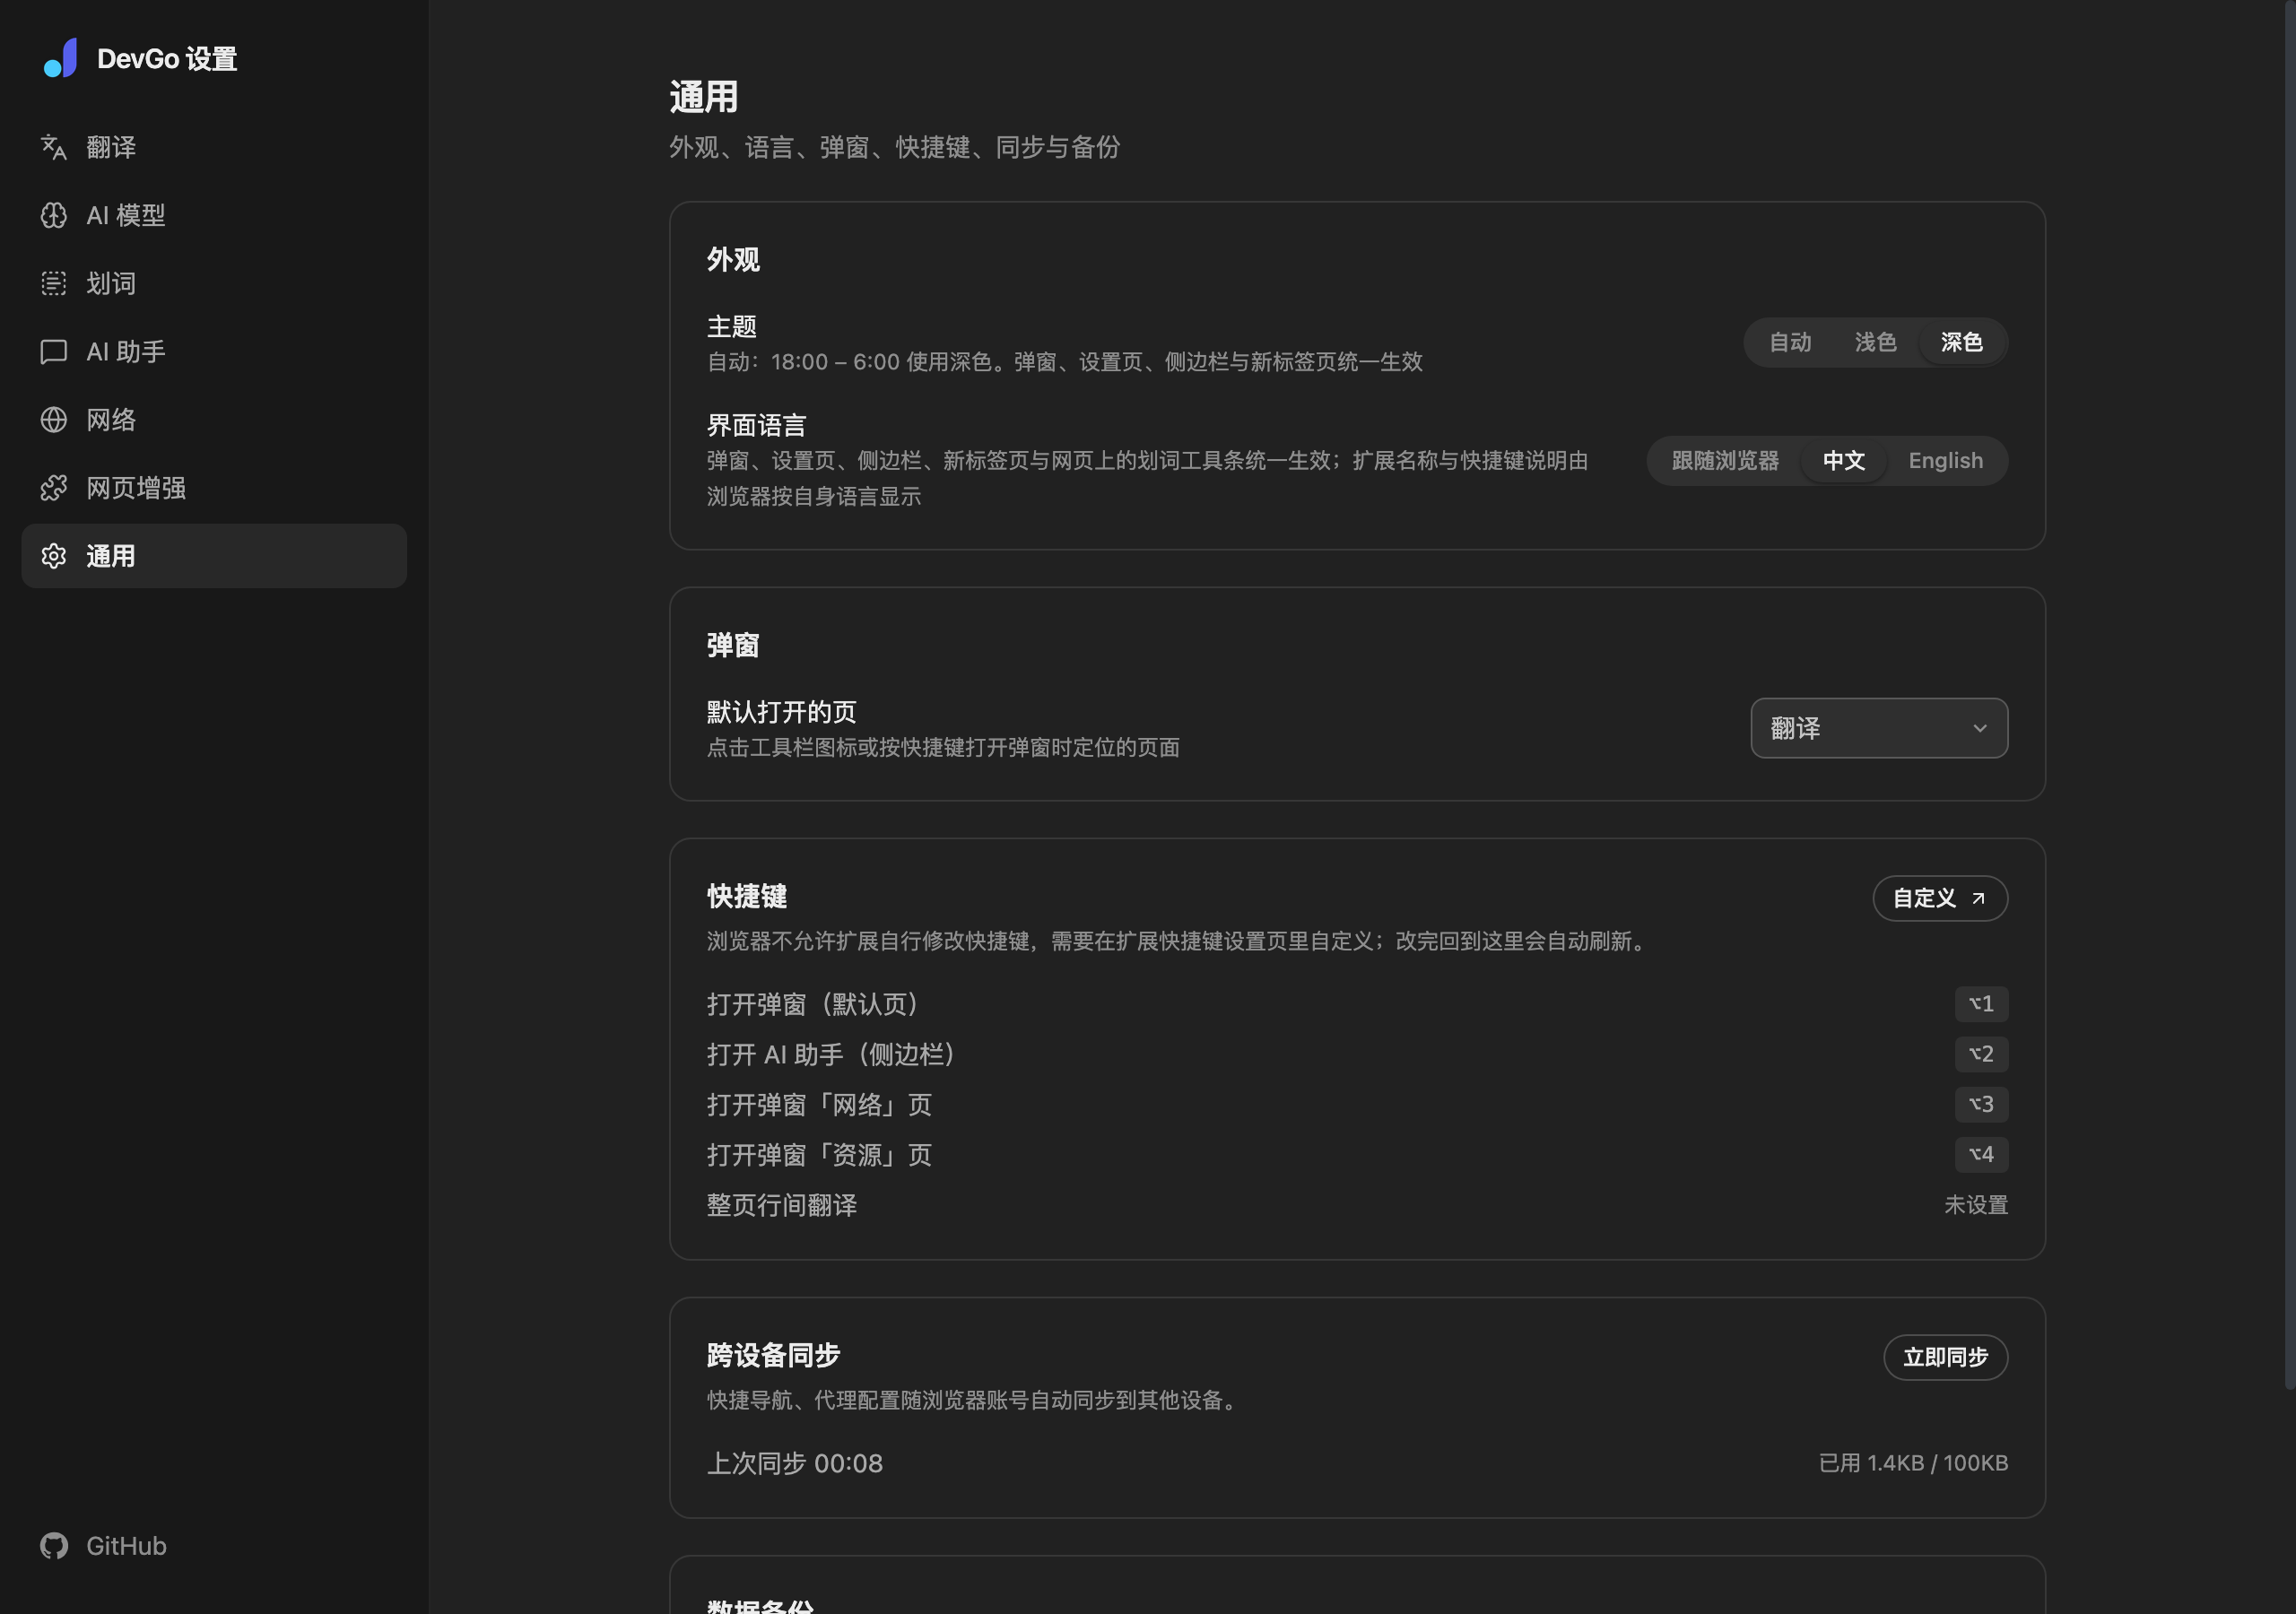 DevGo 设置
翻译
AI 模型
划词
AI 助手
网络
网页增强
通用
GitHub
通用
外观、语言、弹窗、快捷键、同步与备份
外观
主题
自动：18:00 – 6:00 使用深色。弹窗、设置页、侧边栏与新标签页统一生效
自动 浅色 深色
界面语言
弹窗、设置页、侧边栏、新标签页与网页上的划词工具条统一生效；扩展名称与快捷键说明由
浏览器按自身语言显示
跟随浏览器 中文 English
弹窗
默认打开的页
点击工具栏图标或按快捷键打开弹窗时定位的页面
翻译
快捷键
自定义
浏览器不允许扩展自行修改快捷键，需要在扩展快捷键设置页里自定义；改完回到这里会自动刷新。
打开弹窗（默认页） ⌥1
打开 AI 助手（侧边栏） ⌥2
打开弹窗「网络」页 ⌥3
打开弹窗「资源」页 ⌥4
整页行间翻译 未设置
跨设备同步
立即同步
快捷导航、代理配置随浏览器账号自动同步到其他设备。
上次同步 00:08
已用 1.4KB / 100KB
数据备份